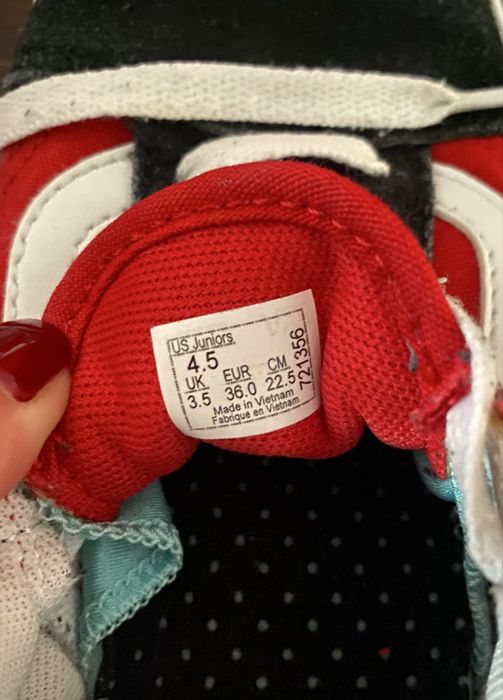 US Juniors
4.5
UK EUR CM
3.5 36.0 22.5
Made in Vietnam
Fabrique en Vietnam
721356